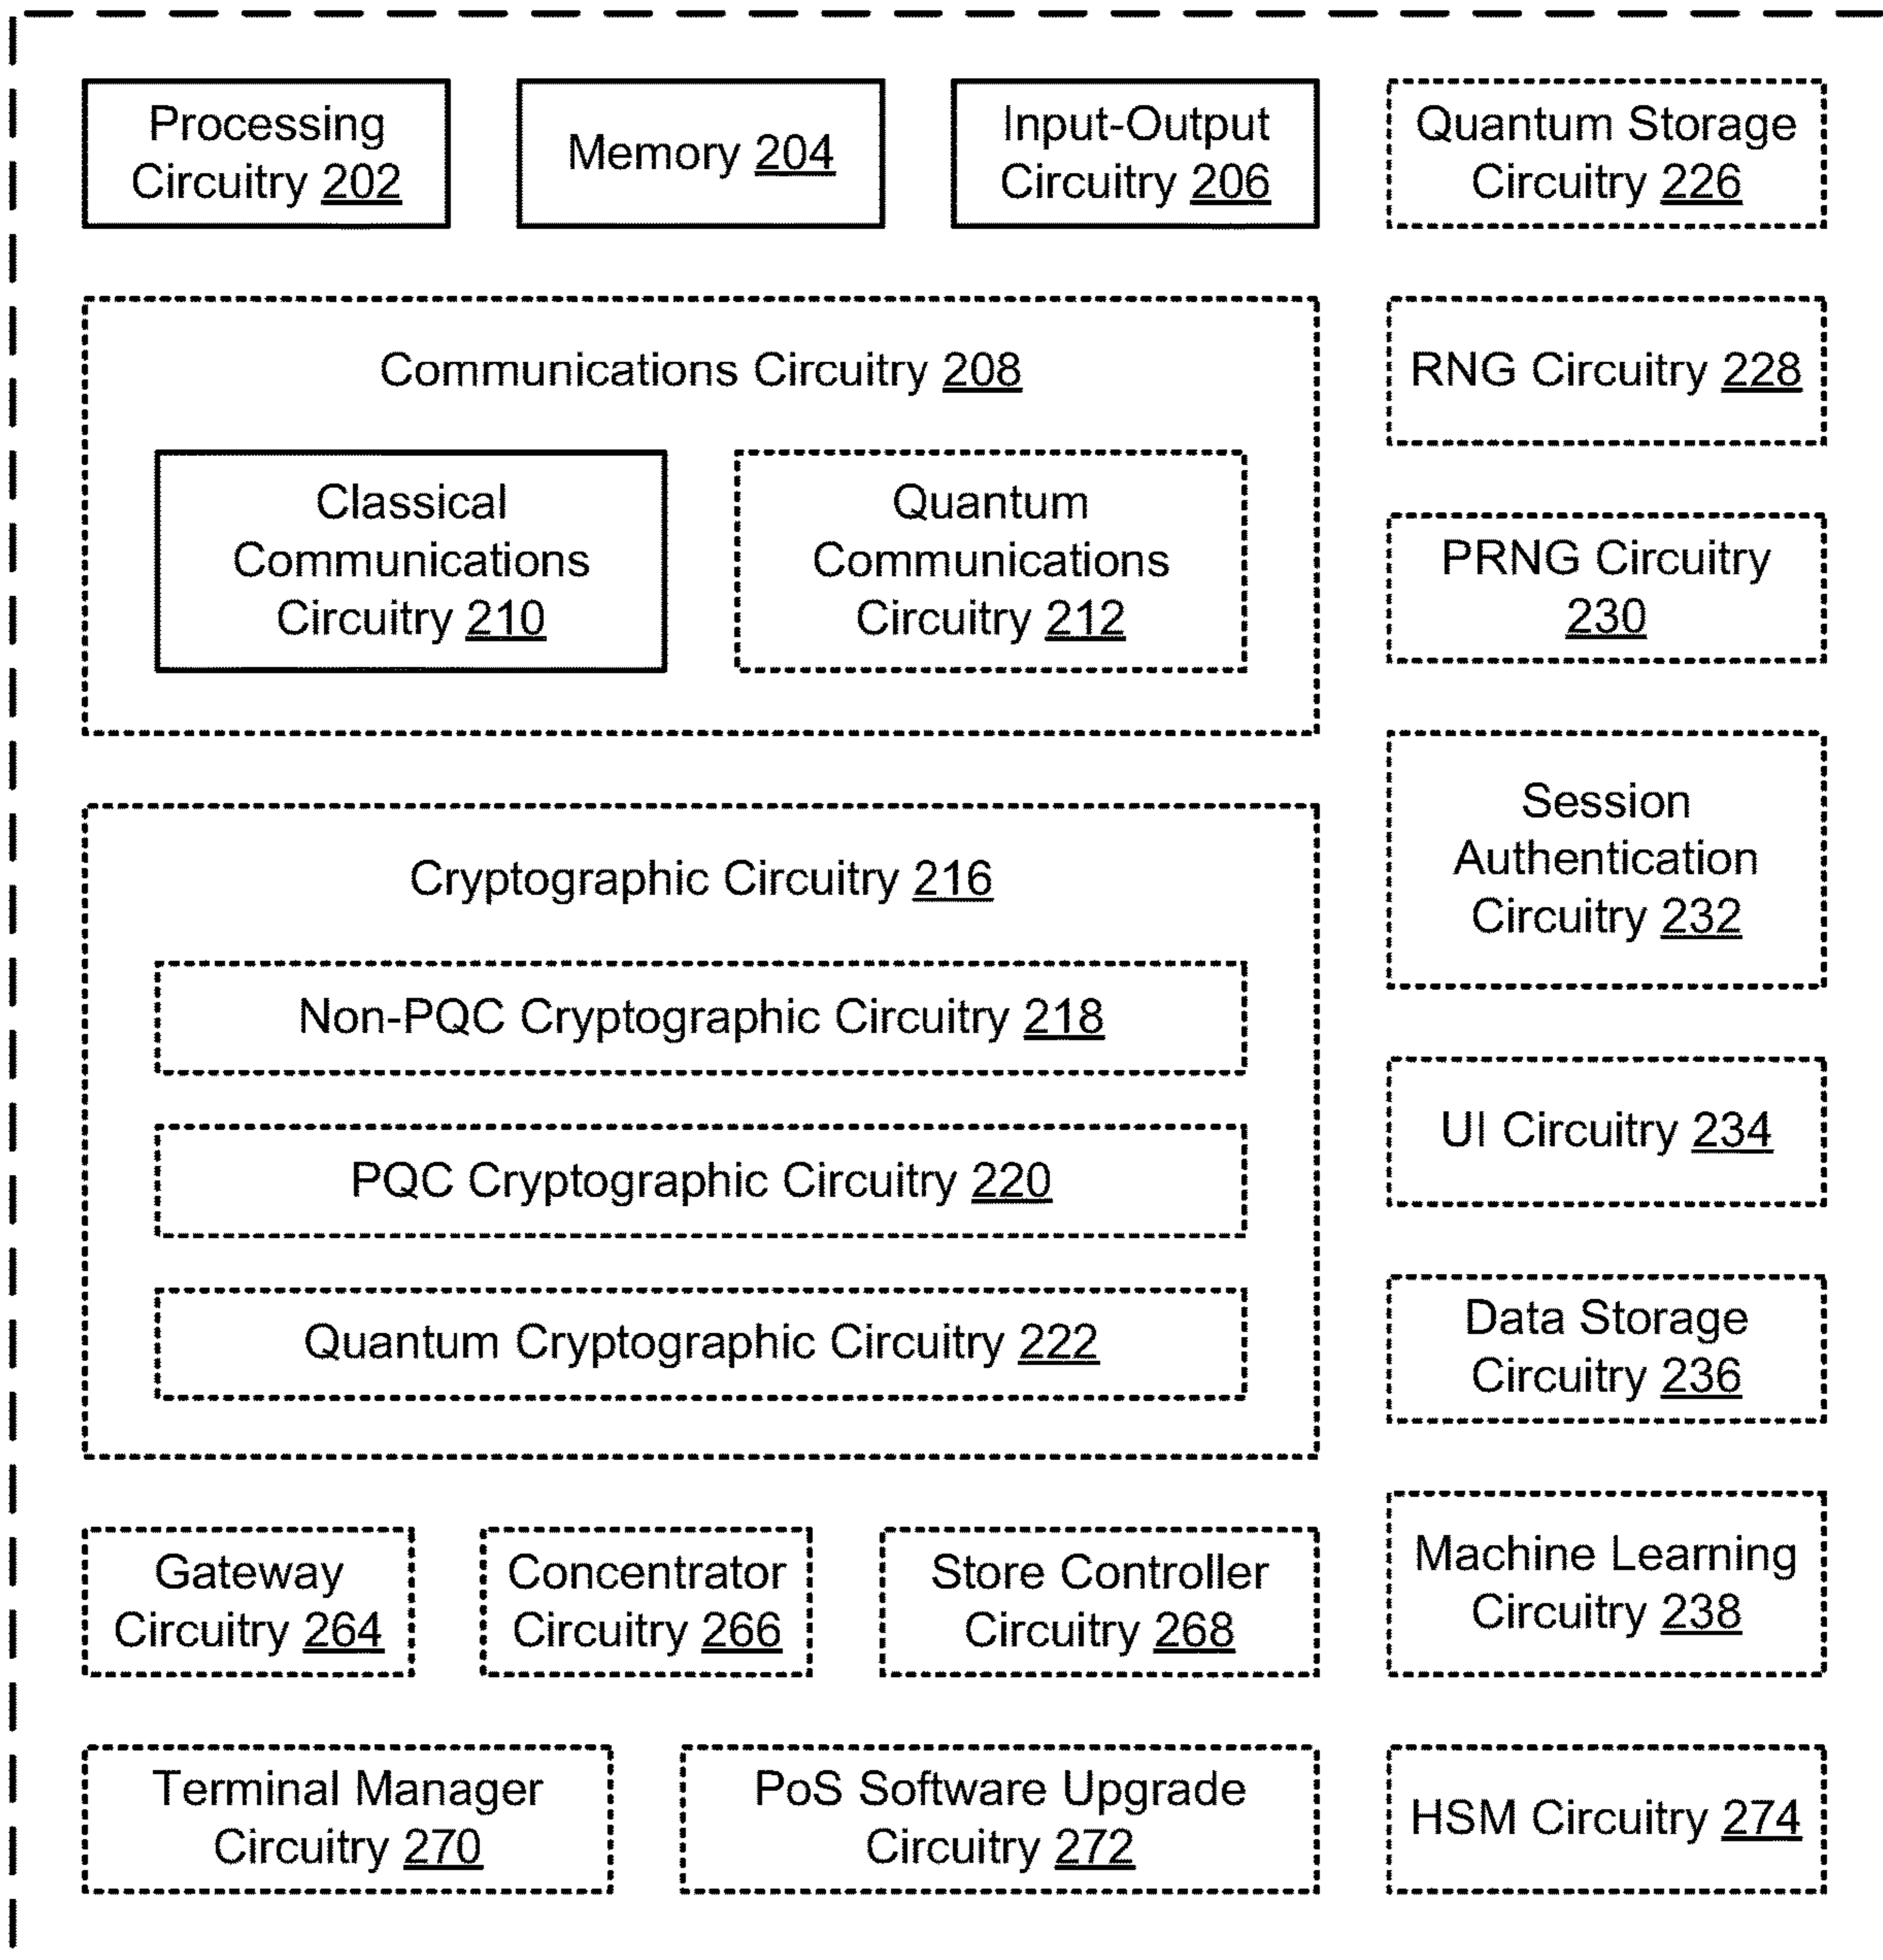 Processing
Circuitry 202
Memory 204
Input-Output
Circuitry 206
Quantum Storage
Circuitry 226
Communications Circuitry 208
Classical
Communications
Circuitry 210
Quantum
Communications
Circuitry 212
RNG Circuitry 228
PRNG Circuitry
230
Session
Authentication
Circuitry 232
Cryptographic Circuitry 216
Non-PQC Cryptographic Circuitry 218
PQC Cryptographic Circuitry 220
Quantum Cryptographic Circuitry 222
UI Circuitry 234
Data Storage
Circuitry 236
Machine Learning
Circuitry 238
Gateway
Circuitry 264
Concentrator
Circuitry 266
Store Controller
Circuitry 268
Terminal Manager
Circuitry 270
PoS Software Upgrade
Circuitry 272
HSM Circuitry 274